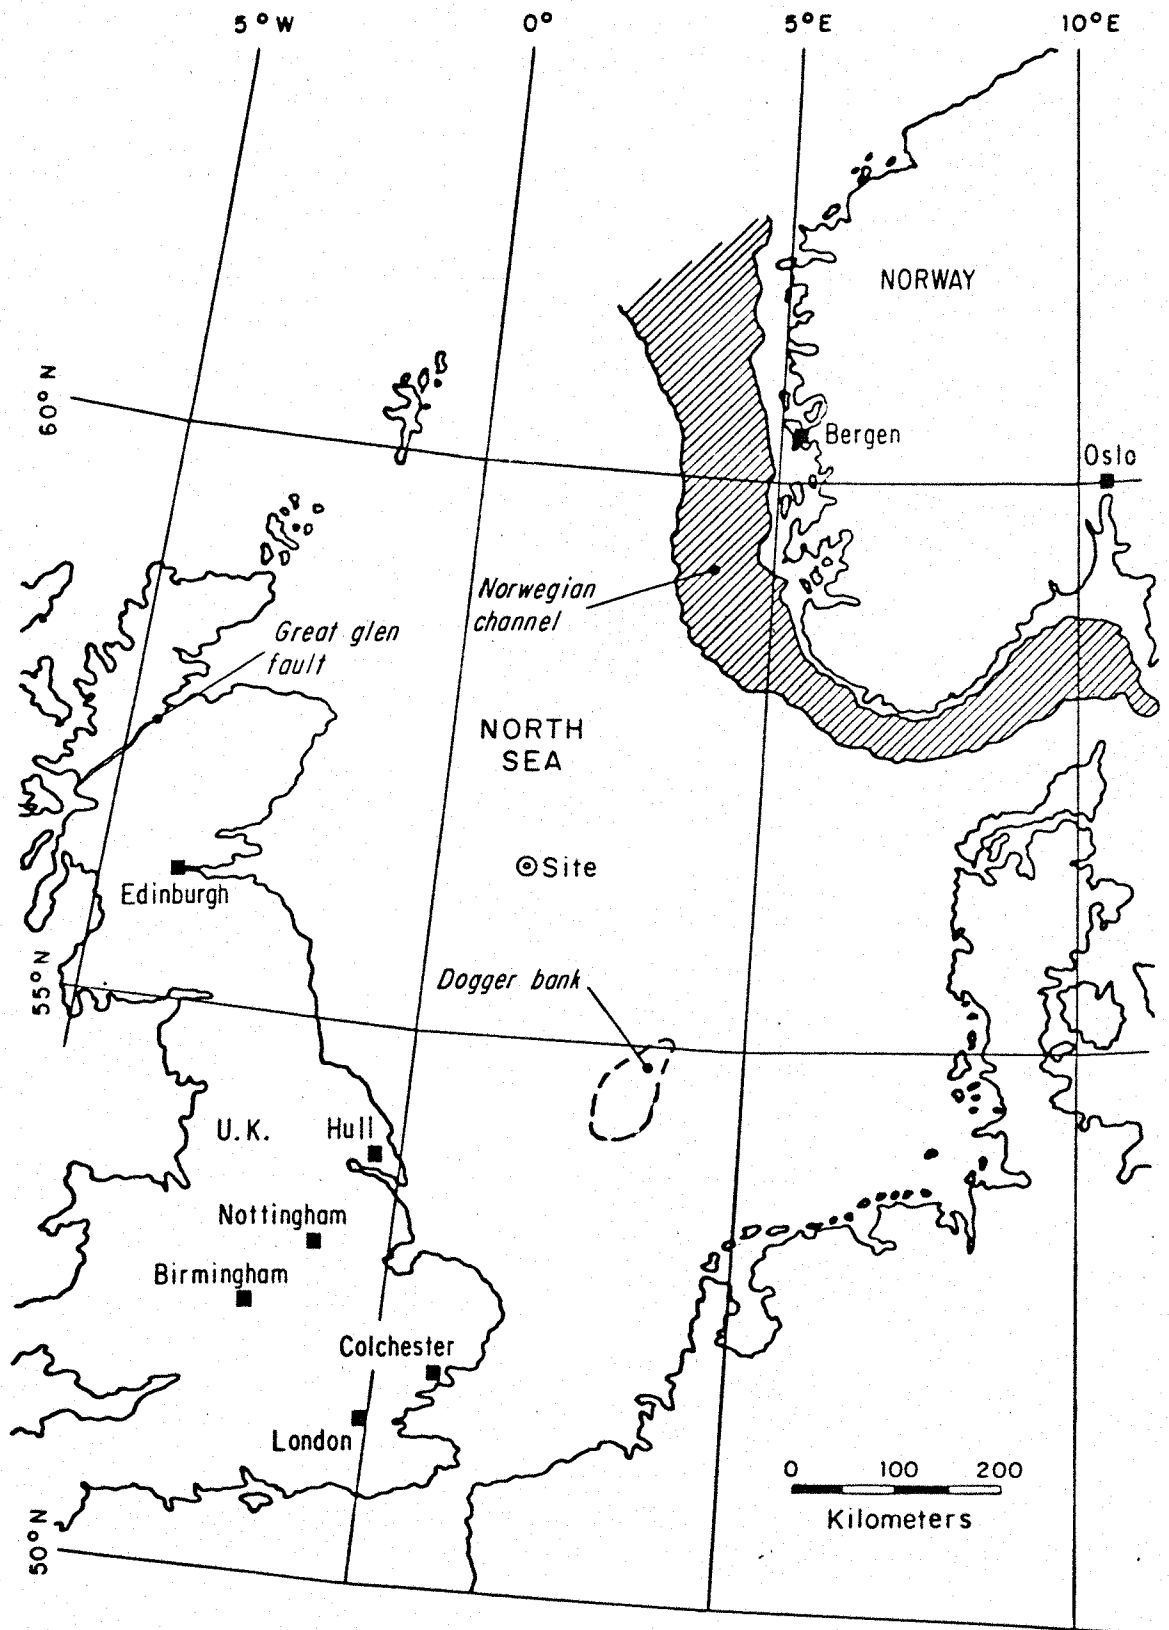 5°W
0°
5°E
10°E
NORWAY
60°N
Bergen
Oslo
Norwegian
channel
Great glen
fault
NORTH
SEA
Site
Edinburgh
55°N
Dogger bank
U.K.
Hull
Nottingham
Birmingham
Colchester
London
0 100 200
Kilometers
50°N